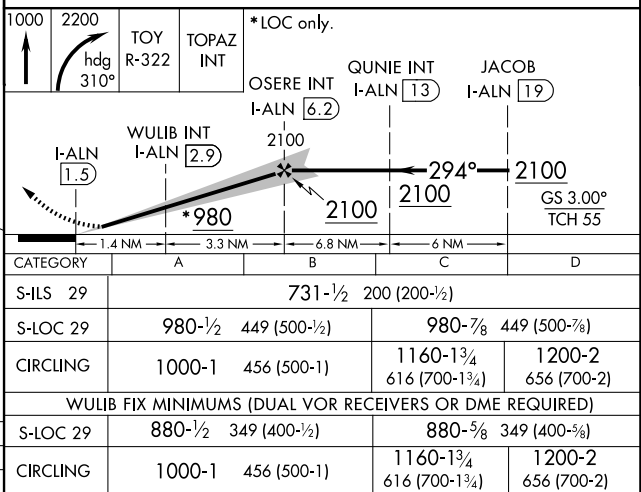 1000 2200 hdg 310° TOY R-322 TOPAZ INT *LOC only.
QUNIE INT JACOB
OSERE INT I-ALN 13 I-ALN 19
I-ALN 6.2
WULIB INT
I-ALN 2.9
2100
I-ALN
1.5
294° 2100
2100
2100
*980
GS 3.00°
TCH 55
1.4 NM 3.3 NM 6.8 NM 6 NM
CATEGORY A B C D
S-ILS 29 731-½ 200 (200-½)
S-LOC 29 980-½ 449 (500-½) 980-⅞ 449 (500-⅞)
CIRCLING 1000-1 456 (500-1) 1160-1¾ 616 (700-1¾) 1200-2 656 (700-2)
WULIB FIX MINIMUMS (DUAL VOR RECEIVERS OR DME REQUIRED)
S-LOC 29 880-½ 349 (400-½) 880-⅝ 349 (400-⅝)
CIRCLING 1000-1 456 (500-1) 1160-1¾ 616 (700-1¾) 1200-2 656 (700-2)